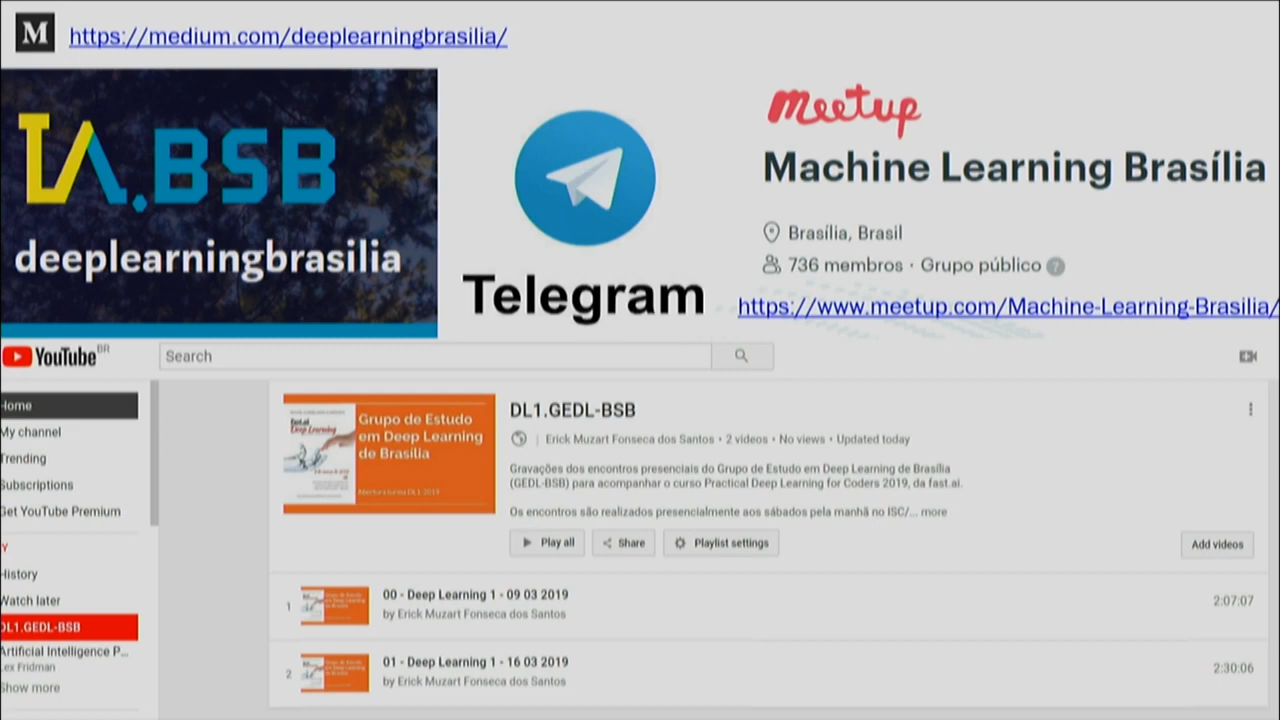 M https://medium.com/deeplearningbrasilia/
IA.BSB
deeplearningbrasilia
Telegram
meetup
Machine Learning Brasília
Brasília, Brasil
736 membros · Grupo público ?
https://www.meetup.com/Machine-Learning-Brasilia/
YouTube BR
Search
Home
My channel
Trending
Subscriptions
Get YouTube Premium
Y
History
Watch later
DL1.GEDL-BSB
Artificial Intelligence P...
Lex Fridman
Show more
Deep Learning
Grupo de Estudo
em Deep Learning
de Brasília
Abertura turma DL1 2019
DL1.GEDL-BSB
Erick Muzart Fonseca dos Santos • 2 videos • No views • Updated today
Gravações dos encontros presenciais do Grupo de Estudo em Deep Learning de Brasília
(GEDL-BSB) para acompanhar o curso Practical Deep Learning for Coders 2019, da fast.ai.
Os encontros são realizados presencialmente aos sábados pela manhã no ISC/... more
Play all
Share
Playlist settings
Add videos
1
00 - Deep Learning 1 - 09 03 2019
by Erick Muzart Fonseca dos Santos
2:07:07
2
01 - Deep Learning 1 - 16 03 2019
by Erick Muzart Fonseca dos Santos
2:30:06